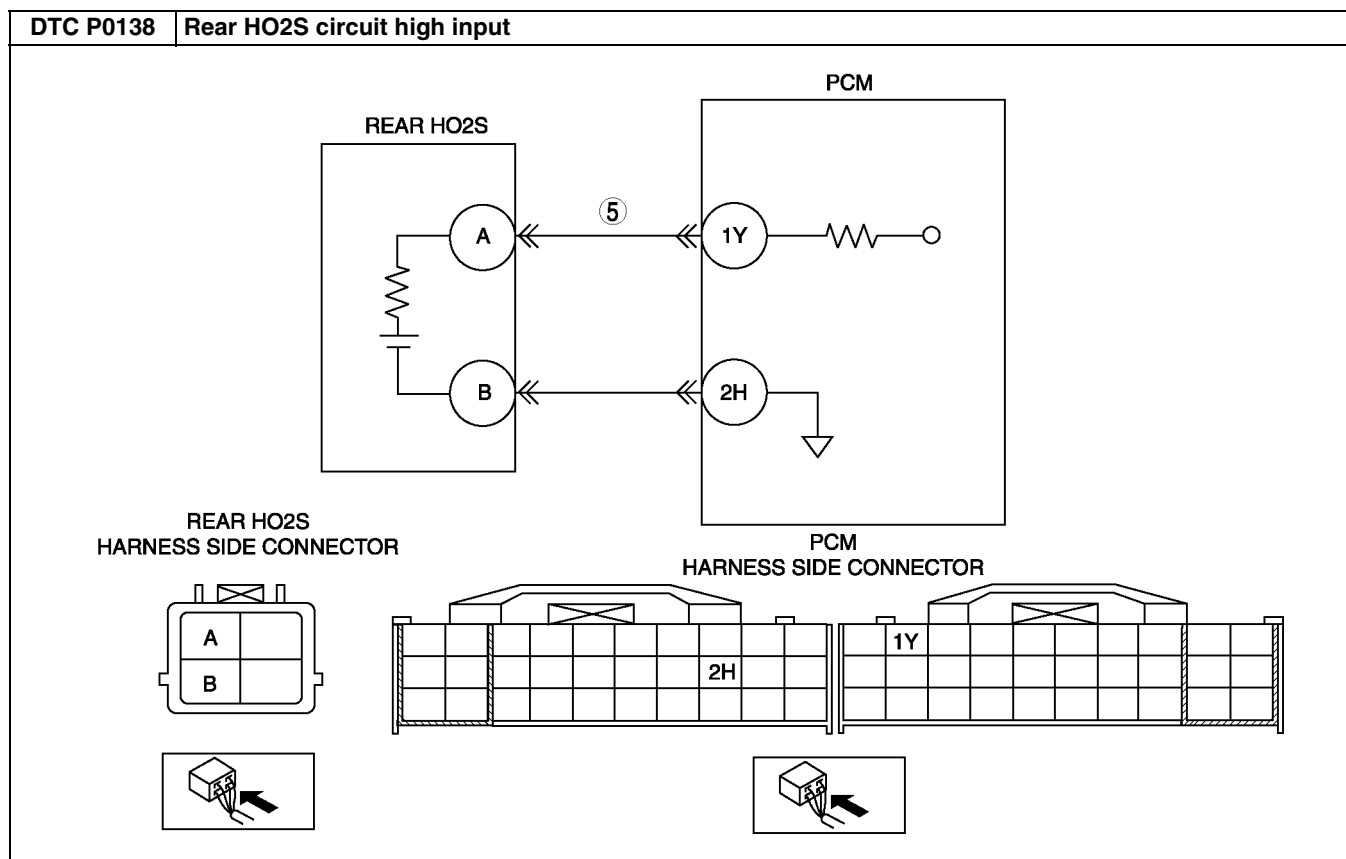 DTC P0138 Rear HO2S circuit high input
PCM
REAR HO2S
⑤
A
1Y
B
2H
REAR HO2S
HARNESS SIDE CONNECTOR
PCM
HARNESS SIDE CONNECTOR
A
B
2H
1Y